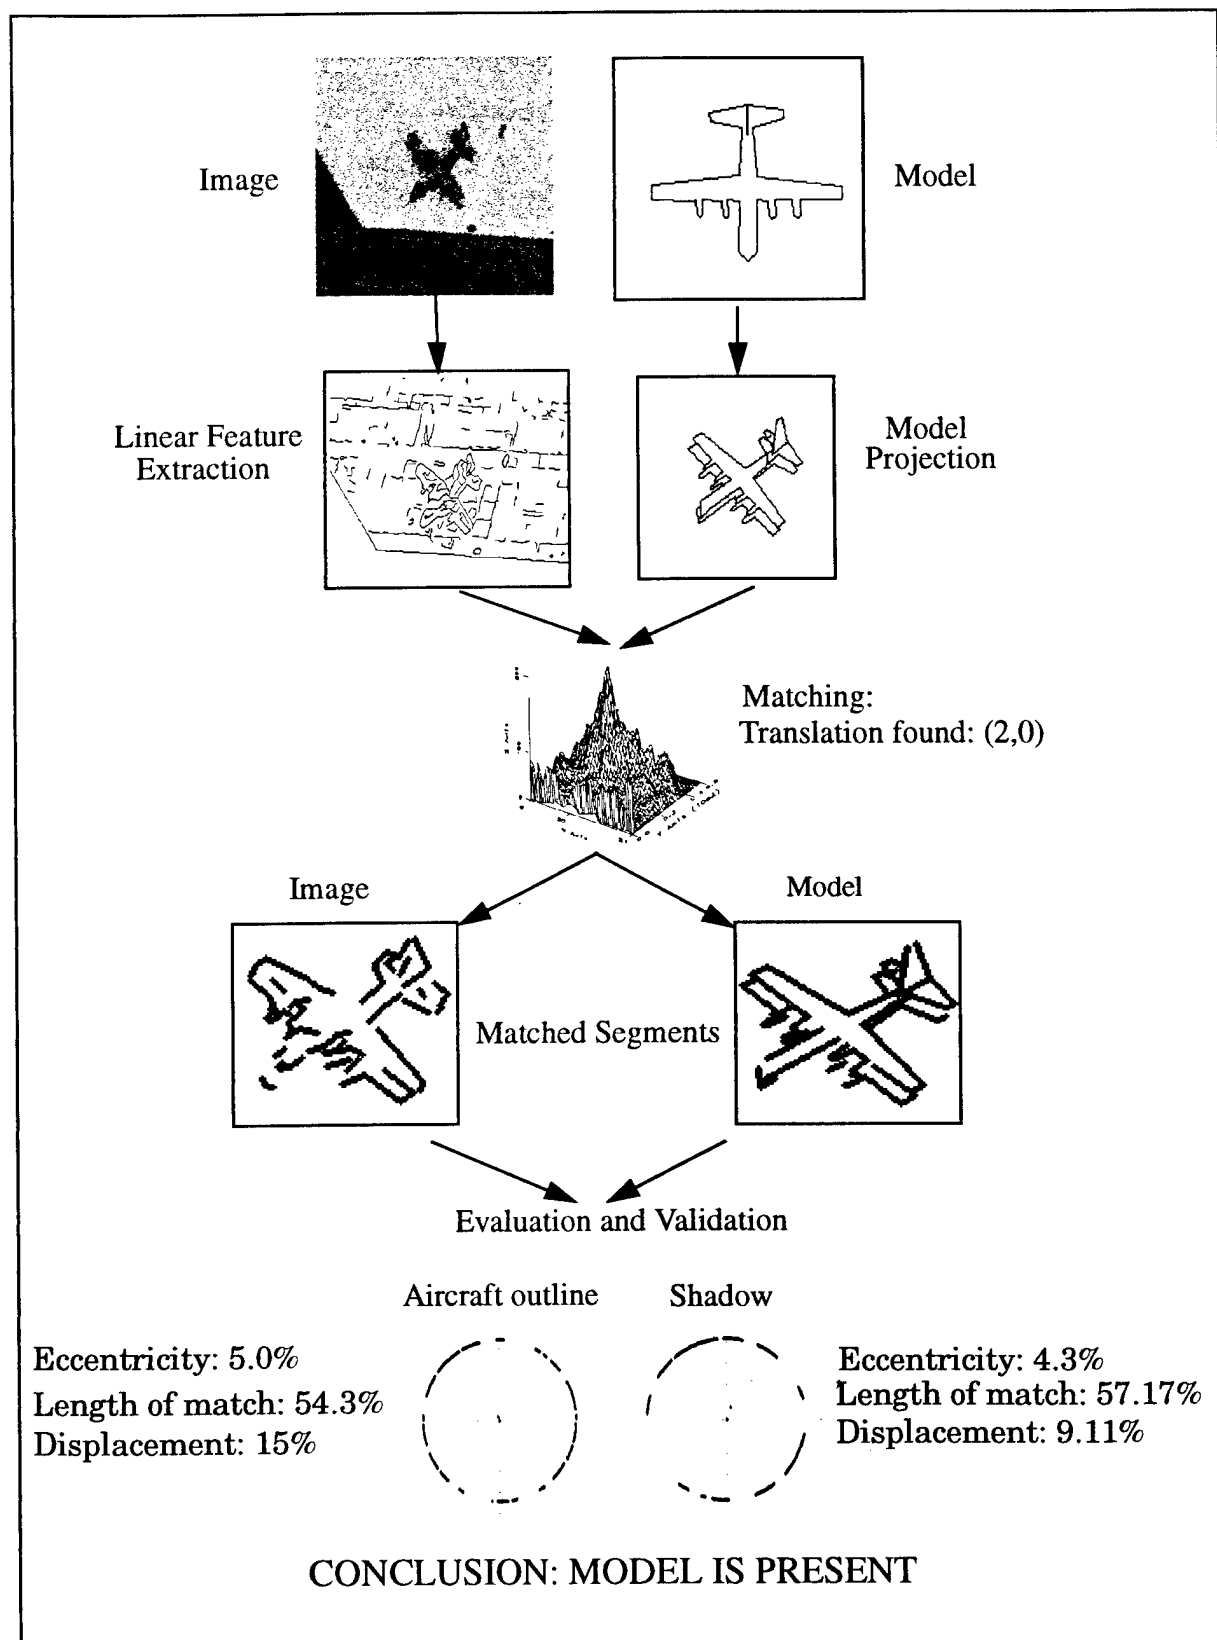 Image
Model
Linear Feature
Extraction
Model
Projection
Matching:
Translation found: (2,0)
Image
Model
Matched Segments
Evaluation and Validation
Aircraft outline
Shadow
Eccentricity: 5.0%
Length of match: 54.3%
Displacement: 15%
Eccentricity: 4.3%
Length of match: 57.17%
Displacement: 9.11%
CONCLUSION: MODEL IS PRESENT